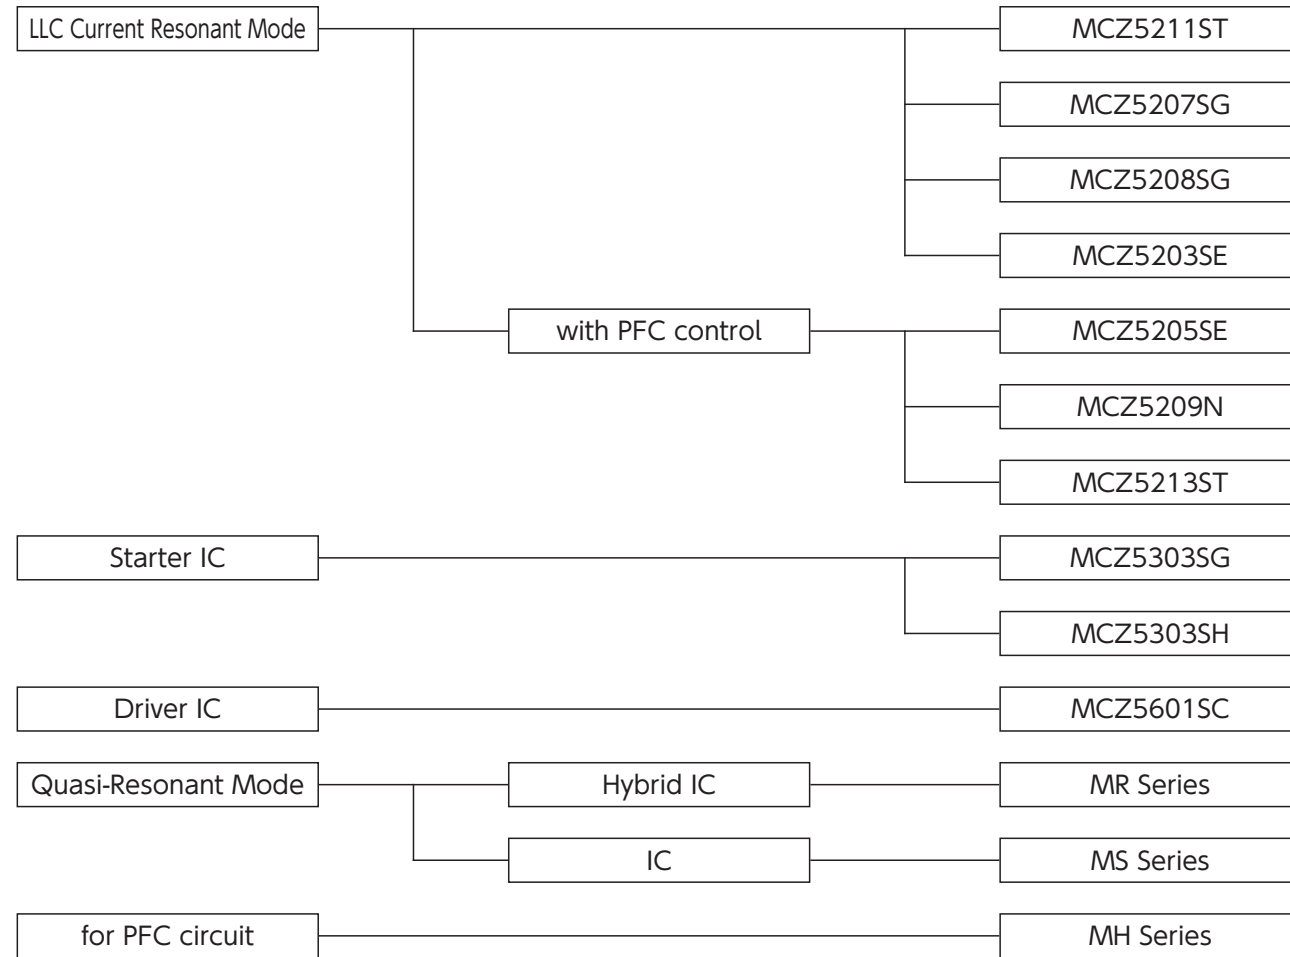 LLC Current Resonant Mode
MCZ5211ST
MCZ5207SG
MCZ5208SG
MCZ5203SE
with PFC control
MCZ5205SE
MCZ5209N
MCZ5213ST
Starter IC
MCZ5303SG
MCZ5303SH
Driver IC
MCZ5601SC
Quasi-Resonant Mode
Hybrid IC
MR Series
IC
MS Series
for PFC circuit
MH Series